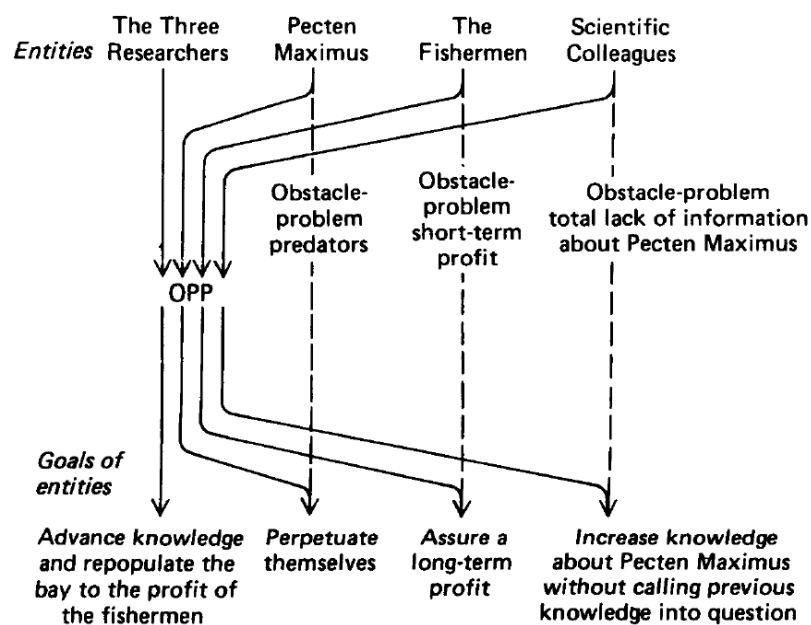 Entities
The Three
Researchers
Pecten
Maximus
The
Fishermen
Scientific
Colleagues
Obstacle-
problem
predators
Obstacle-
problem
short-term
profit
Obstacle-problem
total lack of information
about Pecten Maximus
OPP
Goals of
entities
Advance knowledge
and repopulate the
bay to the profit of
the fishermen
Perpetuate
themselves
Assure a
long-term
profit
Increase knowledge
about Pecten Maximus
without calling previous
knowledge into question